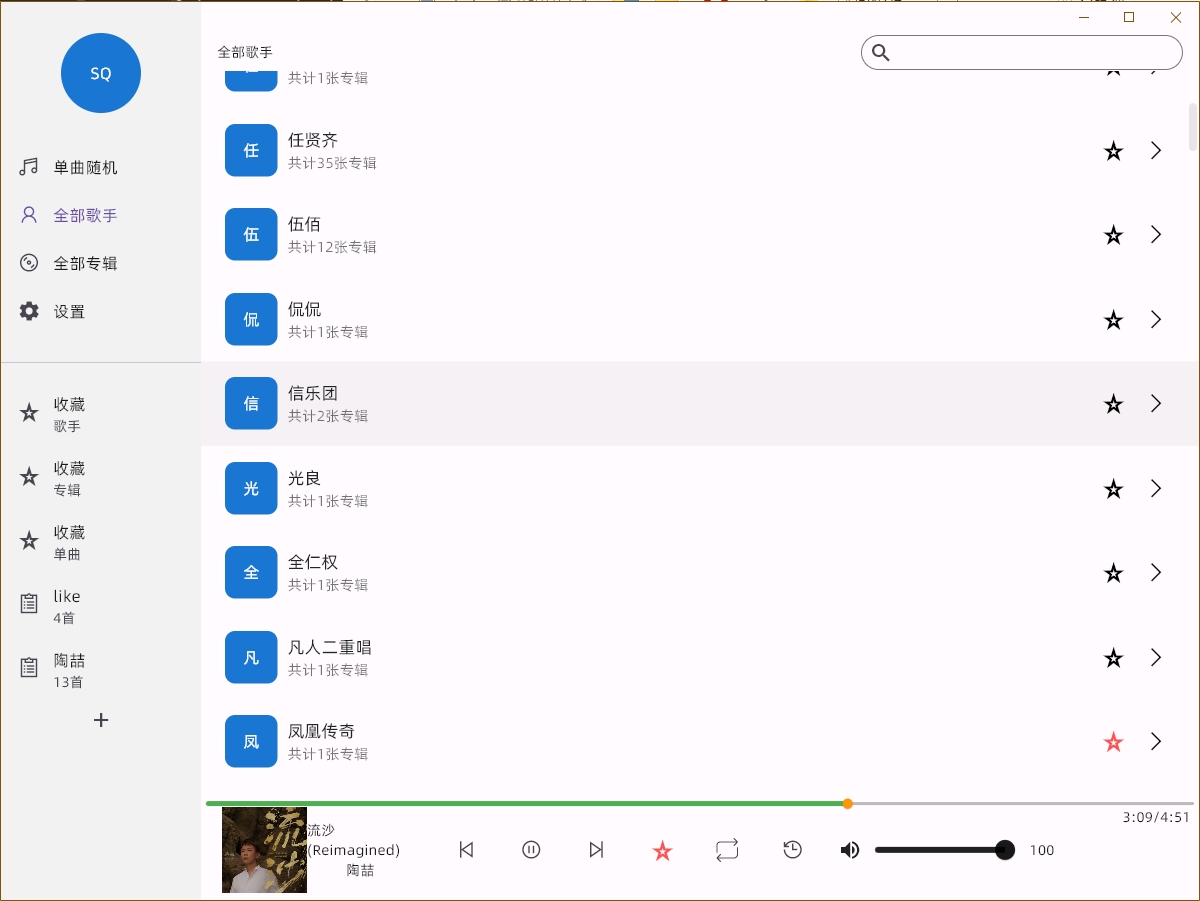 SQ
单曲随机
全部歌手
全部专辑
设置
收藏
歌手
收藏
专辑
收藏
单曲
like
4首
陶喆
13首
全部歌手
共计1张专辑
任
任贤齐
共计35张专辑
伍
伍佰
共计12张专辑
侃
侃侃
共计1张专辑
信
信乐团
共计2张专辑
光
光良
共计1张专辑
全
全仁权
共计1张专辑
凡
凡人二重唱
共计1张专辑
凤
凤凰传奇
共计1张专辑
3:09/4:51
流沙
流沙
(Reimagined)
陶喆
100